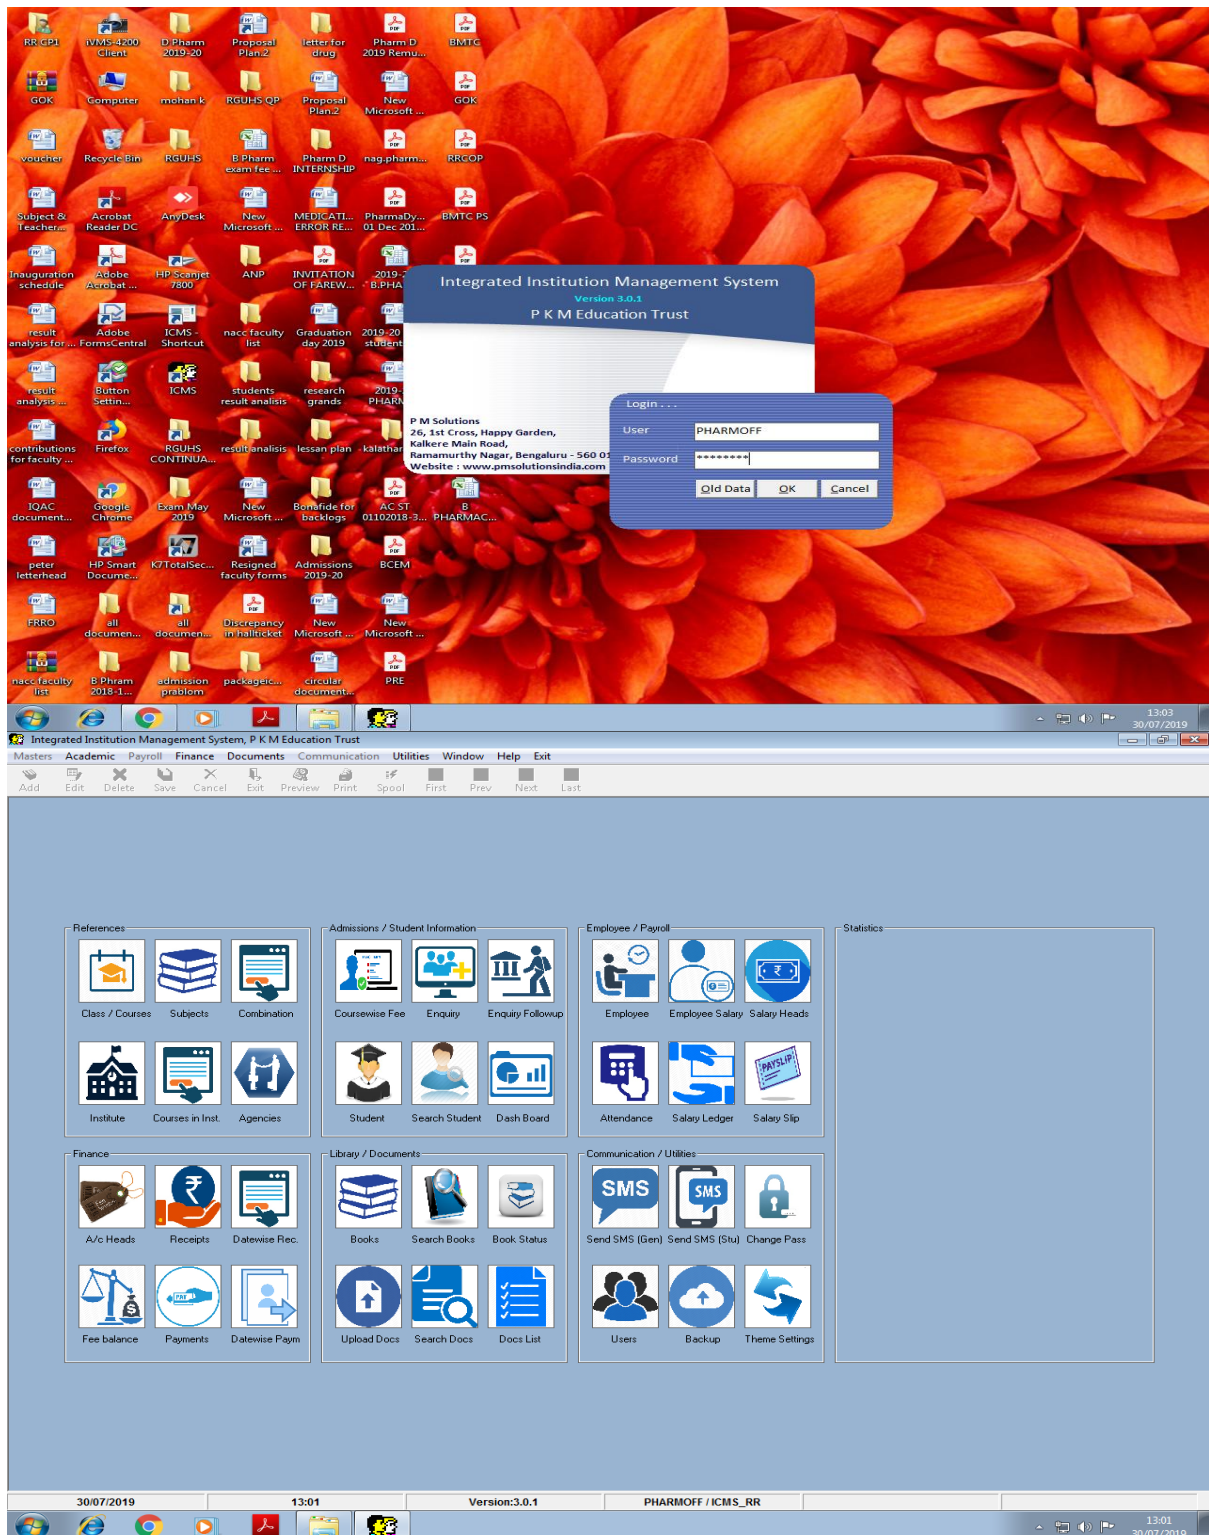 RR CP1
iVMS-4200 Client
D Pharm 2019-20
Proposal Plan.2
letter for drug
Pharm D 2019 Remu...
BMTC
GOK
Computer
mohan k
RGUHS QP
Proposal Plan.2
New Microsoft ...
GOK
voucher
Recycle Bin
RGUHS
B Pharm exam fee ...
Pharm D INTERNSHIP
nag.pharm...
RRCOP
Subject & Teacher...
Acrobat Reader DC
AnyDesk
New Microsoft ...
MEDICATI... ERROR RE...
PharmaDy... 01 Dec 201...
BMTC PS
Inauguration schedule
Adobe Acrobat ...
HP Scanjet 7800
ANP
INVITATION OF FAREW...
2019-2
B.PHA
result analysis for ...
Adobe FormsCentral
ICMS - Shortcut
nacc faculty list
Graduation day 2019
2019-20
student
result analysis ...
Button Settin...
ICMS
students result analisis
research grands
2019-
PHARM
contributions for faculty ...
Firefox
RGUHS CONTINUA...
result analisis
lessan plan
kalathar
IQAC document...
Google Chrome
Exam May 2019
New Microsoft ...
Bonafide for backlogs
AC ST 01102018-3...
B PHARMAC...
peter letterhead
HP Smart Docume...
K7TotalSec...
Resigned faculty forms
Admissions 2019-20
BCEM
FRRO
all documen...
all documen...
Discrepancy in hallticket
New Microsoft ...
New Microsoft ...
nacc faculty list
B Phram 2018-1...
admission prablom
packageic...
circular document...
PRE
Integrated Institution Management System
Version 3.0.1
P K M Education Trust
P M Solutions
26, 1st Cross, Happy Garden,
Kalkere Main Road,
Ramamurthy Nagar, Bengaluru - 560 01
Website : www.pmsolutionsindia.com
Login . . .
User PHARMOFF
Password ********
Old Data OK Cancel
13:03
30/07/2019
Integrated Institution Management System, P K M Education Trust
Masters Academic Payroll Finance Documents Communication Utilities Window Help Exit
Add Edit Delete Save Cancel Exit Preview Print Spool First Prev Next Last
References
Class / Courses Subjects Combination
Institute Courses in Inst. Agencies
Admissions / Student Information
Coursewise Fee Enquiry Enquiry Followup
Student Search Student Dash Board
Employee / Payroll
Employee Employee Salary Salary Heads
PAYSLIP
Attendance Salary Ledger Salary Slip
Statistics
Finance
A/c Heads Receipts Datewise Rec.
PAY
Fee balance Payments Datewise Paym
Library / Documents
Books Search Books Book Status
Upload Docs Search Docs Docs List
Communication / Utilities
SMS SMS
Send SMS (Gen) Send SMS (Stu) Change Pass
Users Backup Theme Settings
30/07/2019 13:01 Version:3.0.1 PHARMOFF / ICMS_RR
13:01
30/07/2019